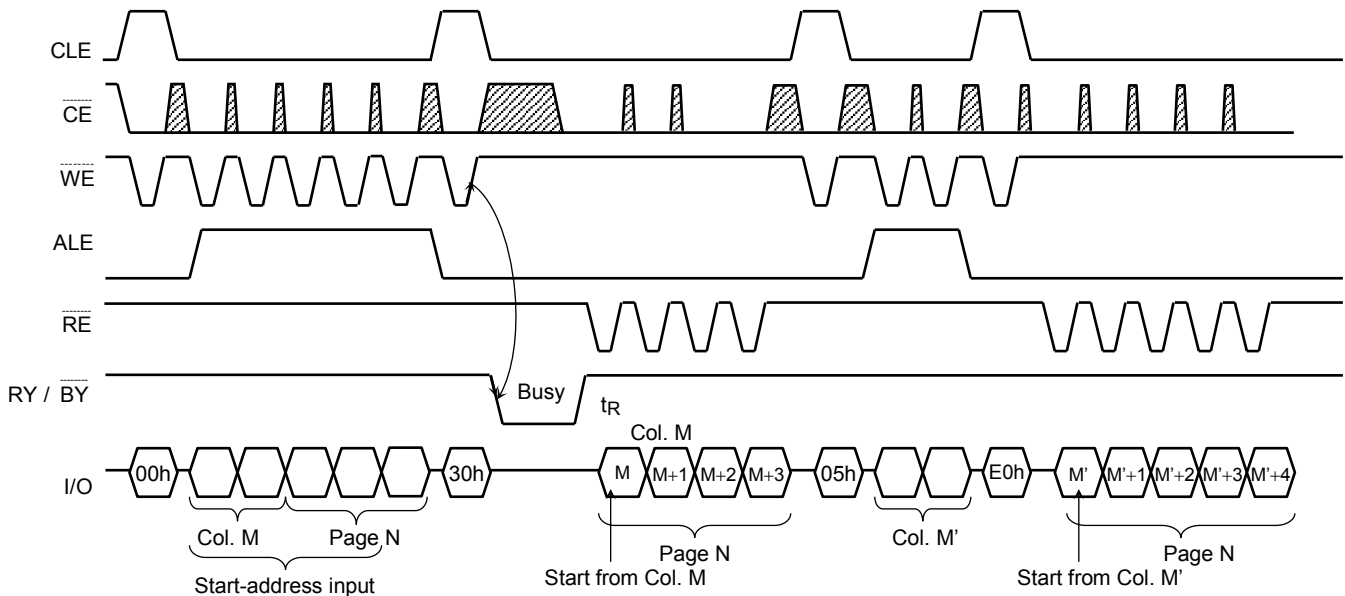 CLE
CE
WE
ALE
RE
RY / BY
Busy
tR
Col. M
I/O
00h
30h
M
M+1
M+2
M+3
05h
E0h
M'
M'+1
M'+2
M'+3
M'+4
Col. M
Page N
Page N
Col. M’
Page N
Start-address input
Start from Col. M
Start from Col. M’